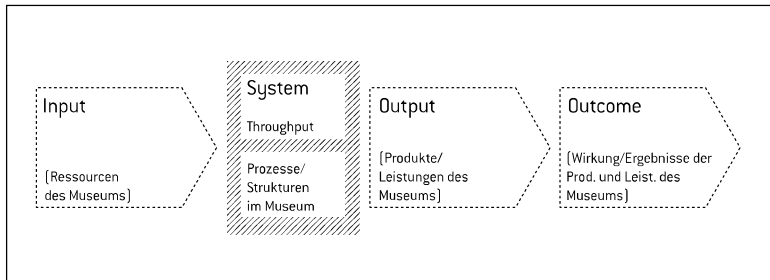 Input
(Ressourcen
des Museums)
System
Throughput
Prozesse/
Strukturen
im Museum
Output
(Produkte/
Leistungen des
Museums)
Outcome
(Wirkung/Ergebnisse der
Prod. und Leist. des
Museums)